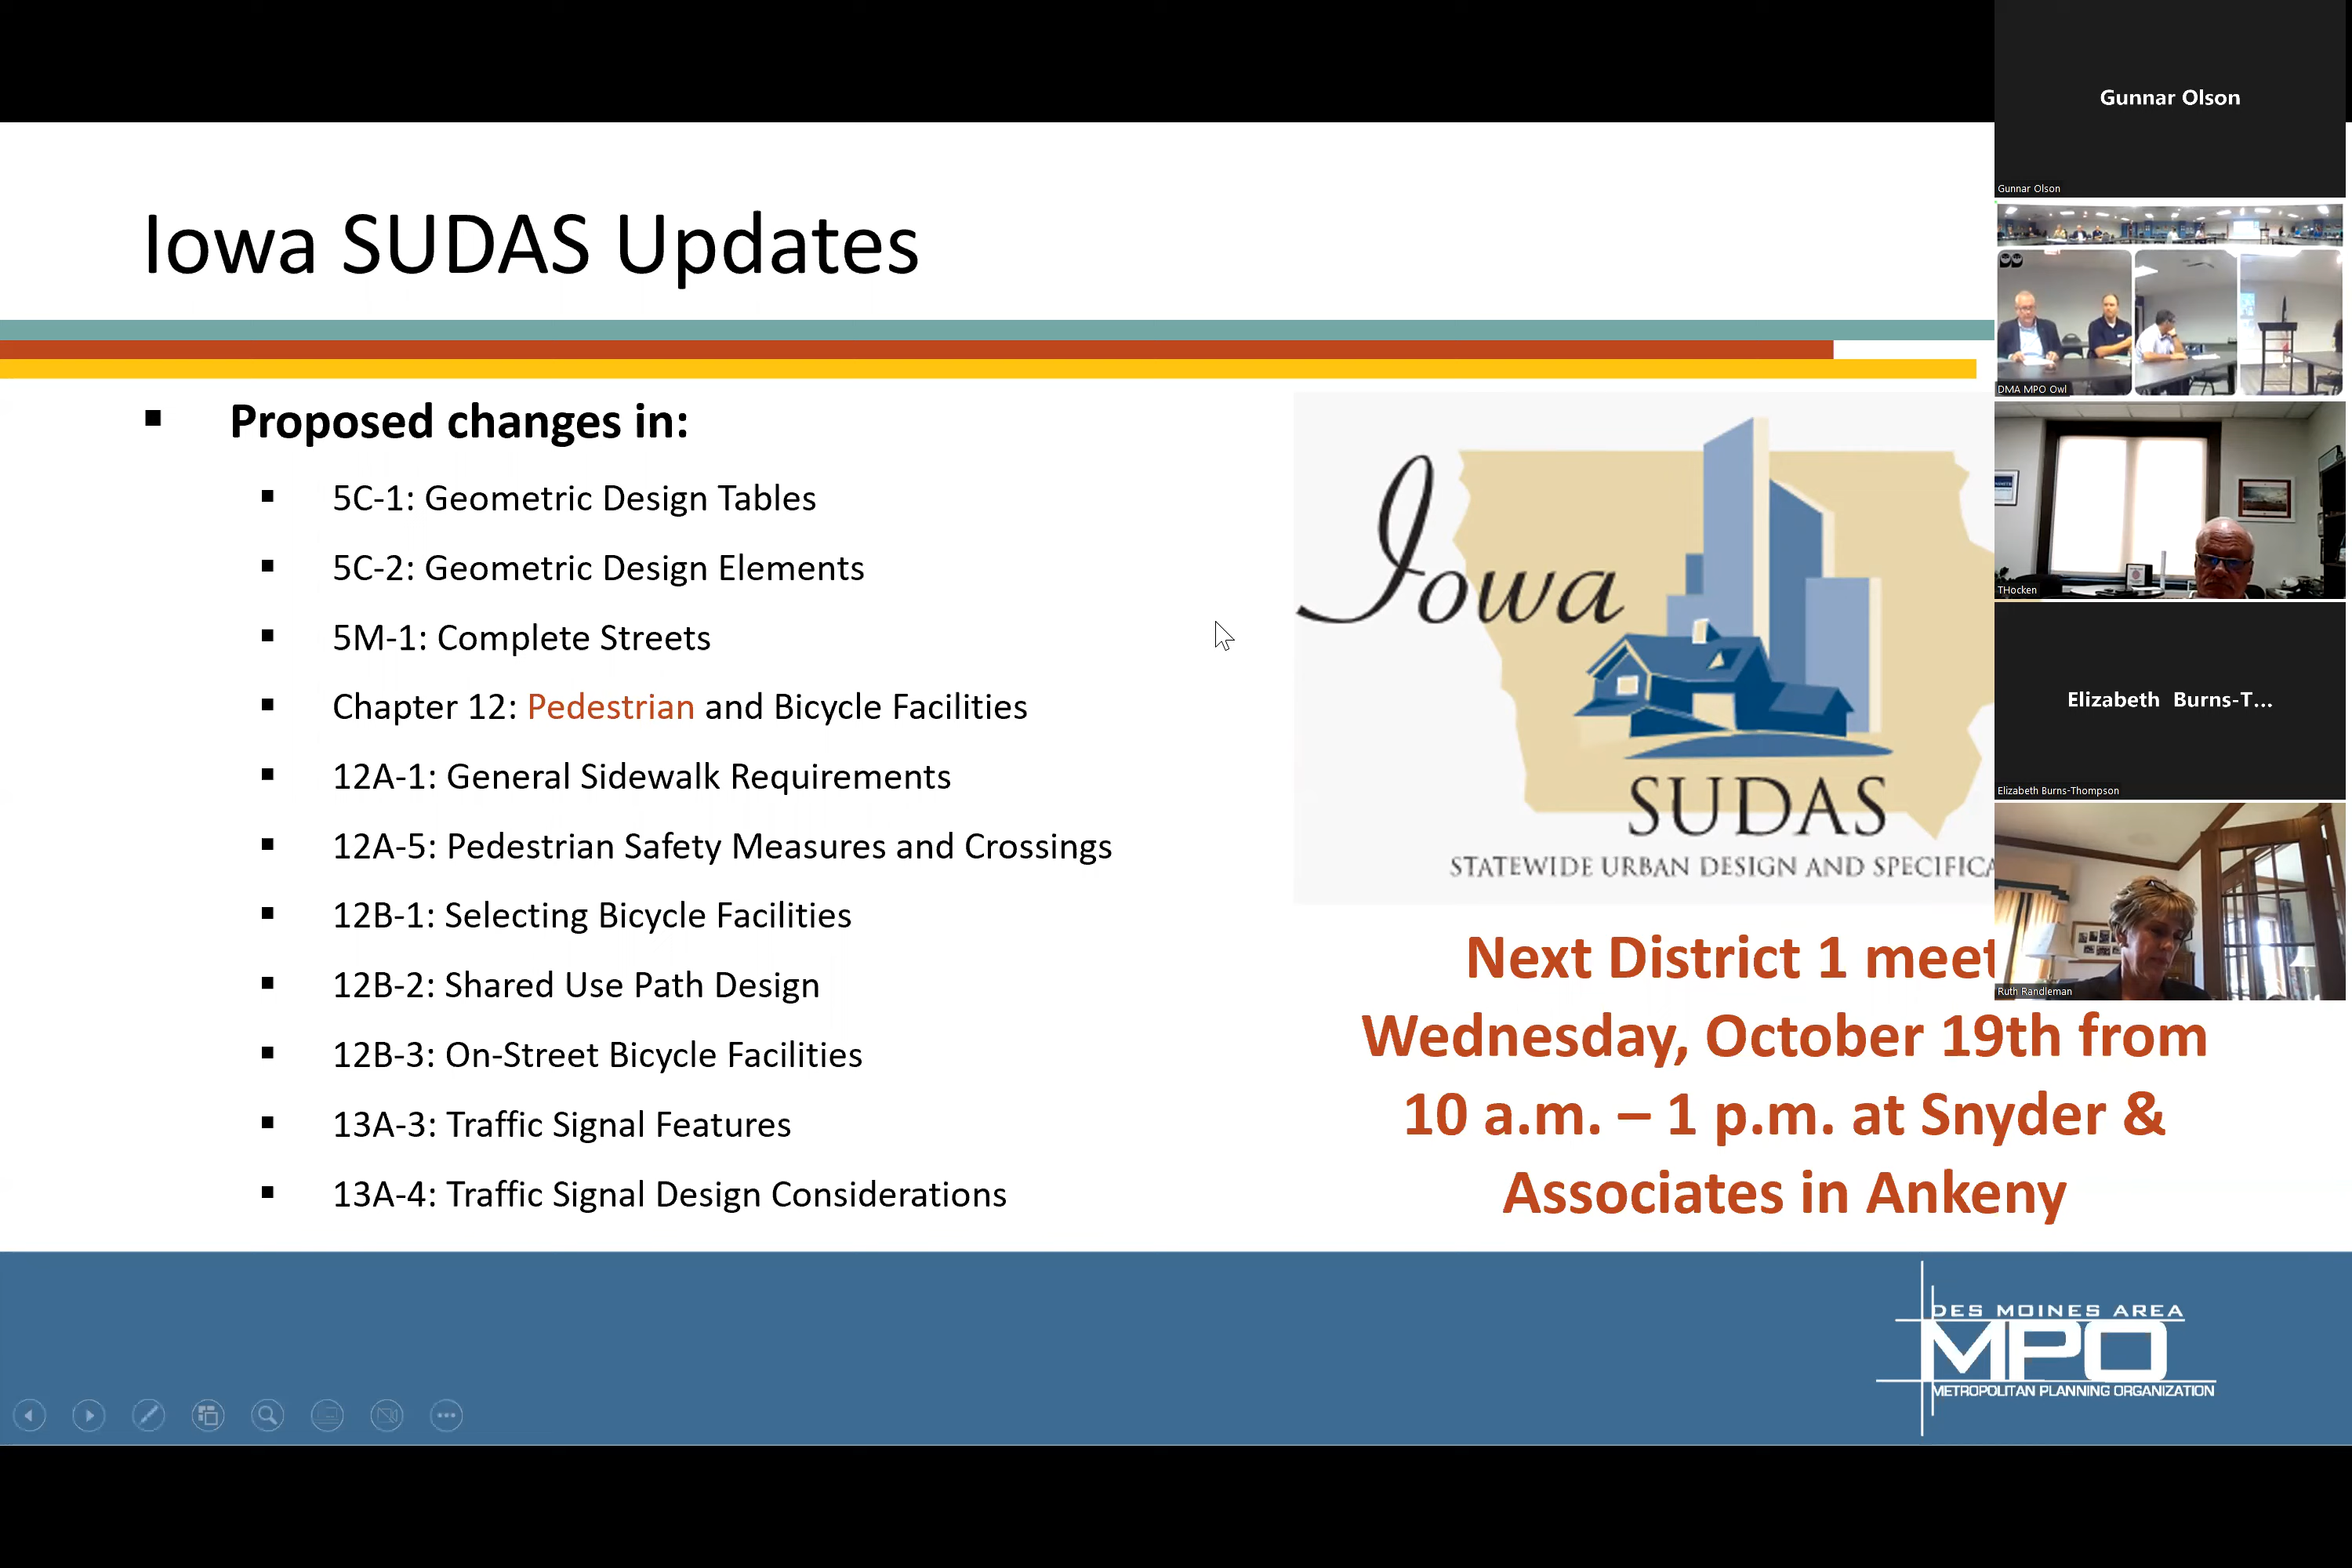 Iowa SUDAS Updates
Proposed changes in:
5C-1: Geometric Design Tables
5C-2: Geometric Design Elements
5M-1: Complete Streets
Chapter 12: Pedestrian and Bicycle Facilities
12A-1: General Sidewalk Requirements
12A-5: Pedestrian Safety Measures and Crossings
12B-1: Selecting Bicycle Facilities
12B-2: Shared Use Path Design
12B-3: On-Street Bicycle Facilities
13A-3: Traffic Signal Features
13A-4: Traffic Signal Design Considerations
Iowa
SUDAS
STATEWIDE URBAN DESIGN AND SPECIFICA
Next District 1 meet
Wednesday, October 19th from
10 a.m. – 1 p.m. at Snyder &
Associates in Ankeny
DES MOINES AREA
MPO
METROPOLITAN PLANNING ORGANIZATION
Gunnar Olson
Gunnar Olson
DMA MPO Owl
THocken
Elizabeth Burns-T...
Elizabeth Burns-Thompson
Ruth Randleman